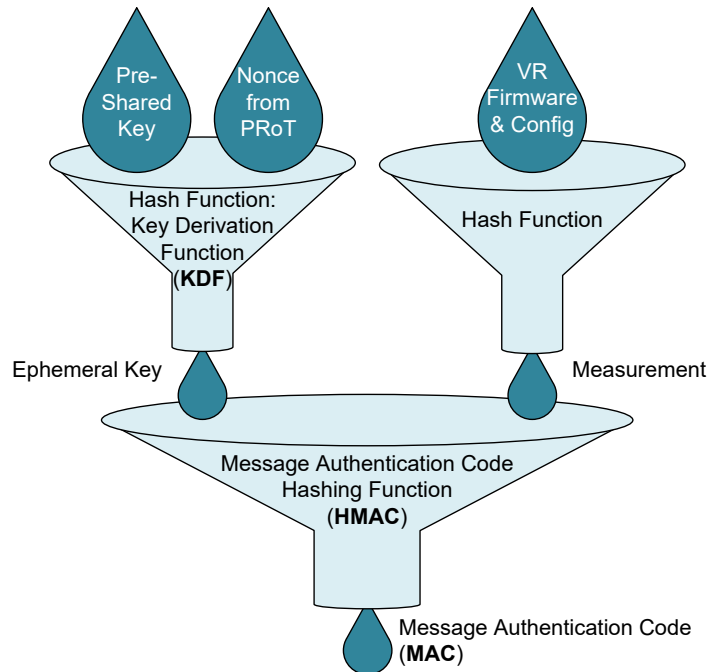 Pre-
Shared
Key
Nonce
from
PRoT
VR
Firmware
& Config
Hash Function:
Key Derivation
Function
(KDF)
Hash Function
Ephemeral Key
Measurement
Message Authentication Code
Hashing Function
(HMAC)
Message Authentication Code
(MAC)